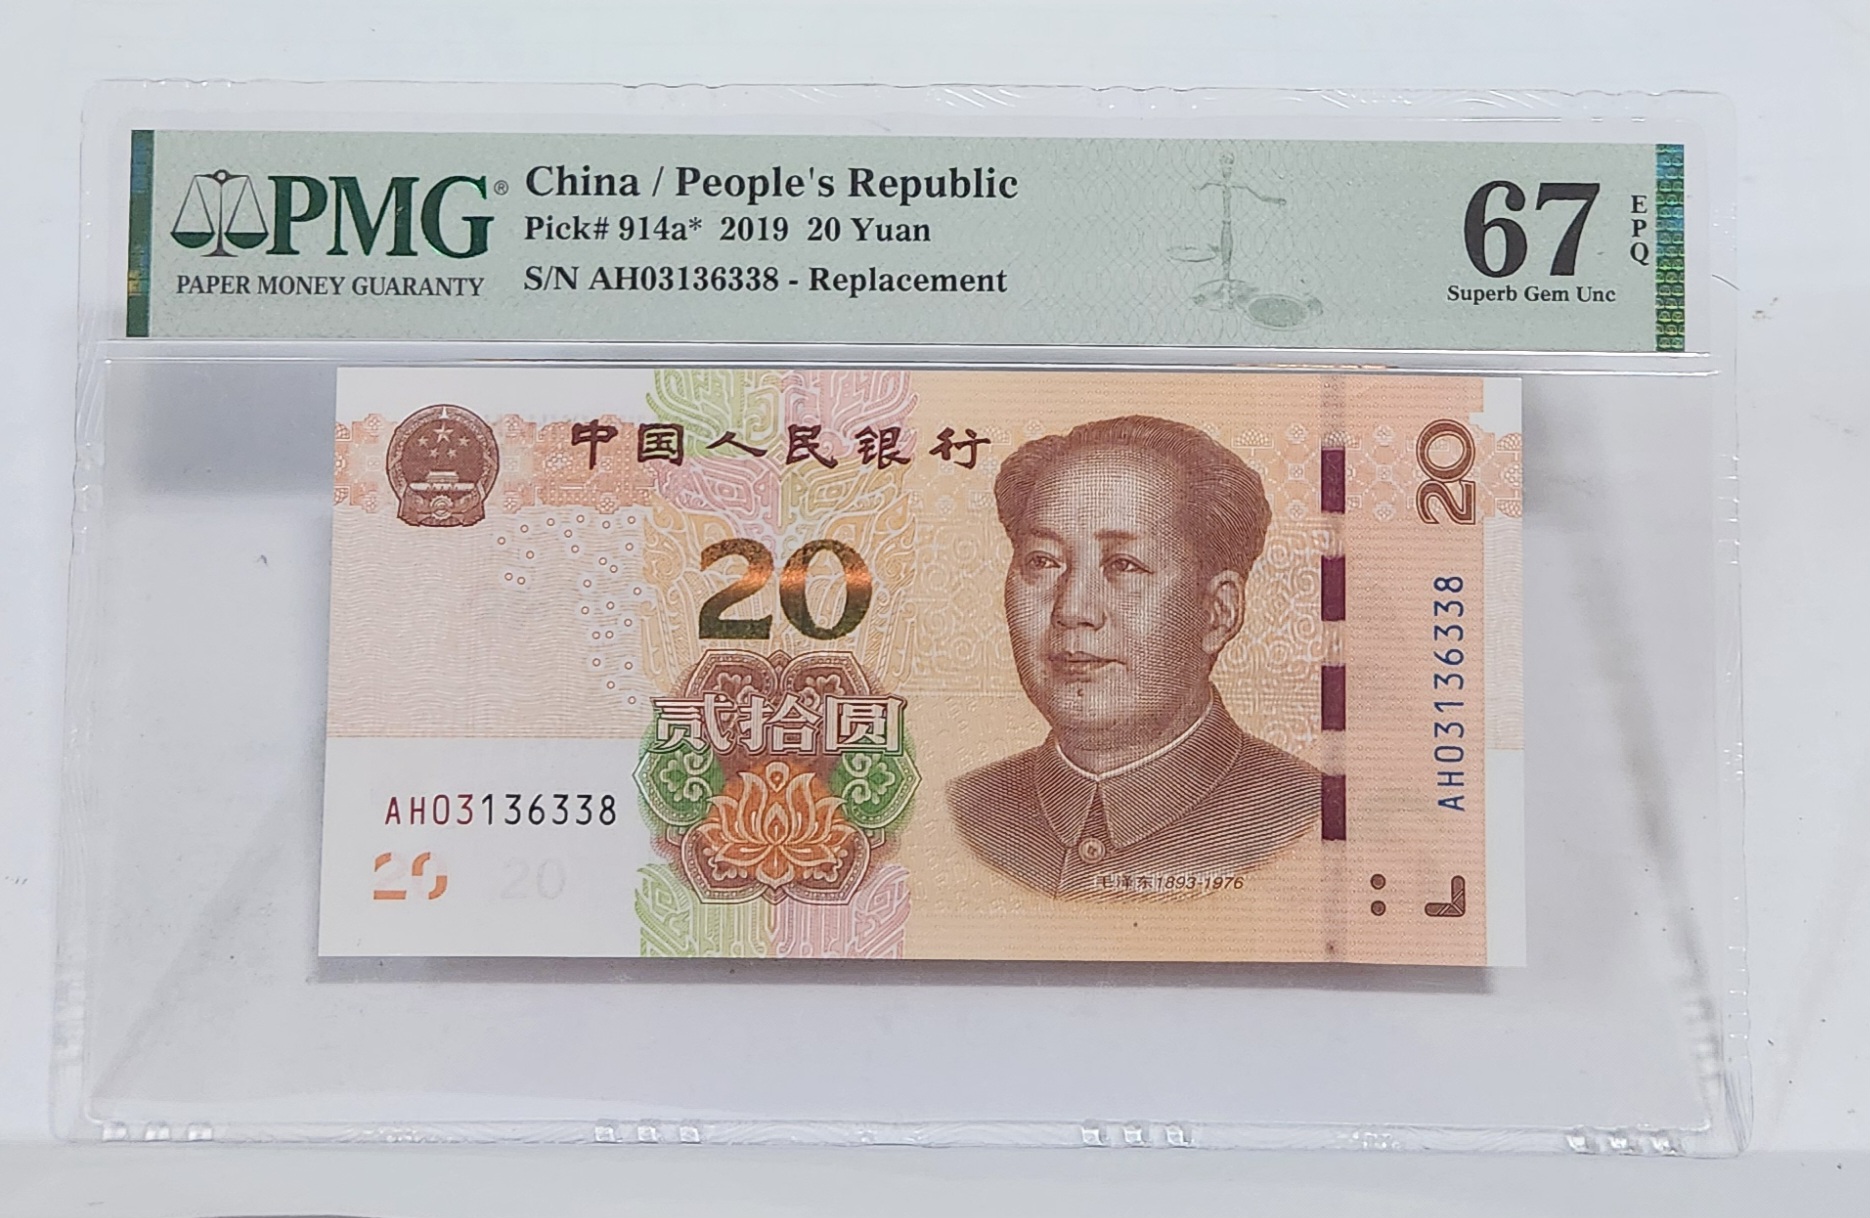 PMG®
PAPER MONEY GUARANTY
China / People's Republic
Pick# 914a* 2019 20 Yuan
S/N AH03136338 - Replacement
67
EPQ
Superb Gem Unc
中国人民银行
20
20
贰拾圆
AH03136338
AH03136338
20
20
毛泽东1893-1976